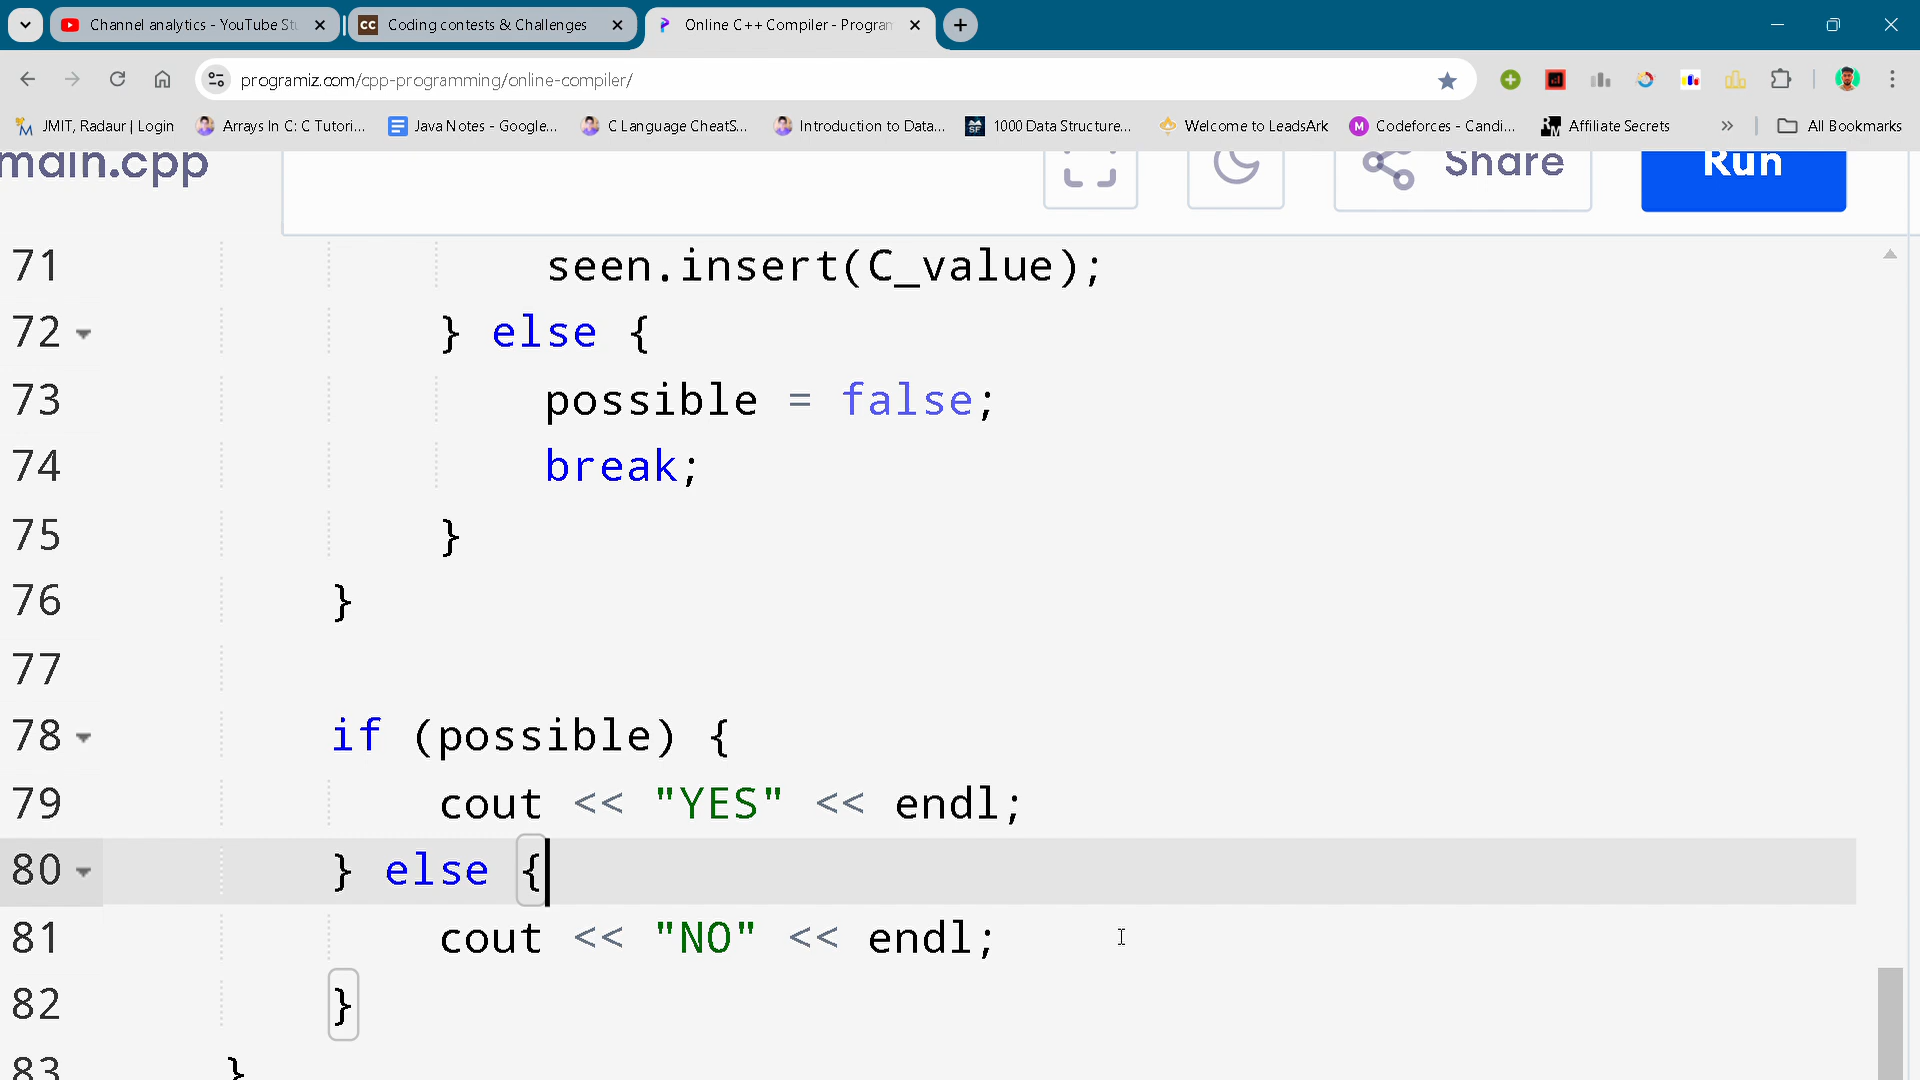 Channel analytics - YouTube Stu
Coding contests & Challenges
Online C++ Compiler - Program
programiz.com/cpp-programming/online-compiler/
JMIT, Radaur | Login
Arrays In C: C Tutori...
Java Notes - Google...
C Language CheatS...
Introduction to Data...
1000 Data Structure...
Welcome to LeadsArk
Codeforces - Candi...
Affiliate Secrets
All Bookmarks
main.cpp
Share
Run
71 seen.insert(C_value);
72 } else {
73 possible = false;
74 break;
75 }
76 }
77
78 if (possible) {
79 cout << "YES" << endl;
80 } else {
81 cout << "NO" << endl;
82 }
83 }